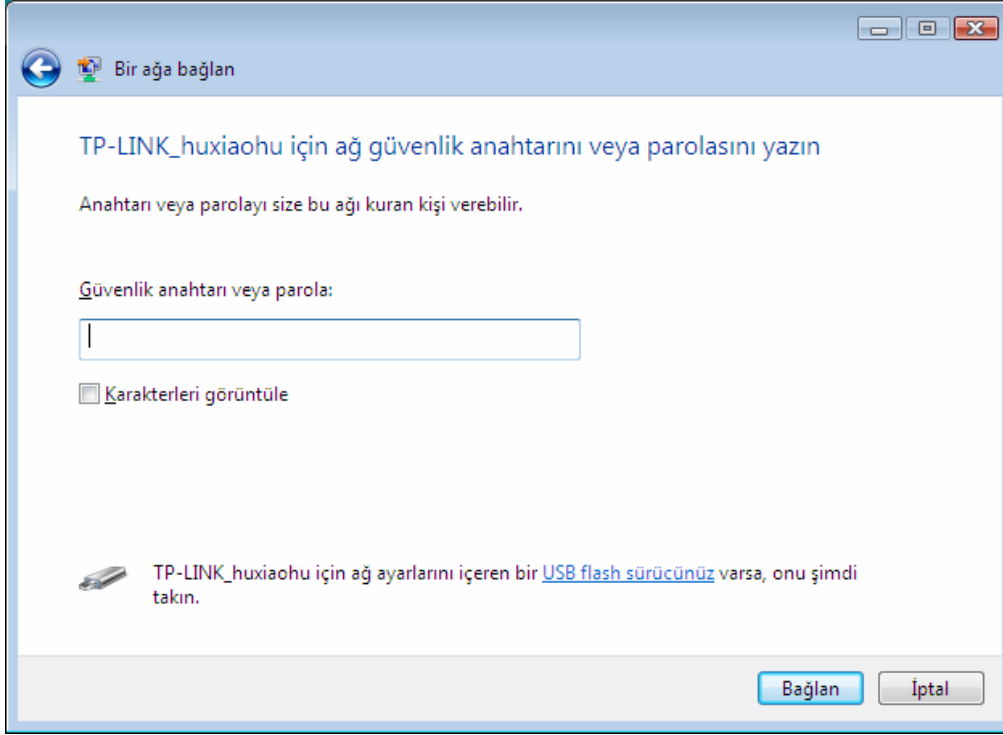 Bir ağa bağlan
TP-LINK_huxiaohu için ağ güvenlik anahtarını veya parolasını yazın
Anahtarı veya parolayı size bu ağı kuran kişi verebilir.
Güvenlik anahtarı veya parola:
Karakterleri görüntüle
TP-LINK_huxiaohu için ağ ayarlarını içeren bir USB flash sürücünüz varsa, onu şimdi
takın.
Bağlan İptal